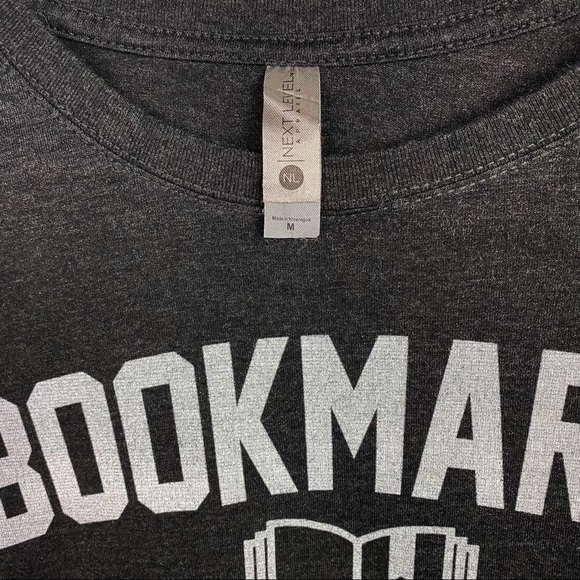 NEXT LEVEL
APPAREL
NL
Made in Nicaragua
M
BOOKMAR